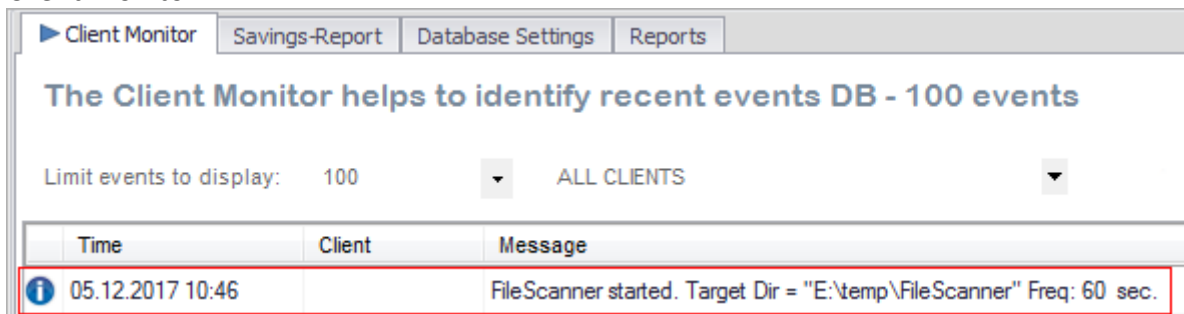 Client Monitor Savings-Report Database Settings Reports
The Client Monitor helps to identify recent events DB - 100 events
Limit events to display: 100 ALL CLIENTS
Time Client Message
05.12.2017 10:46 FileScanner started. Target Dir = "E:\temp\FileScanner" Freq: 60 sec.